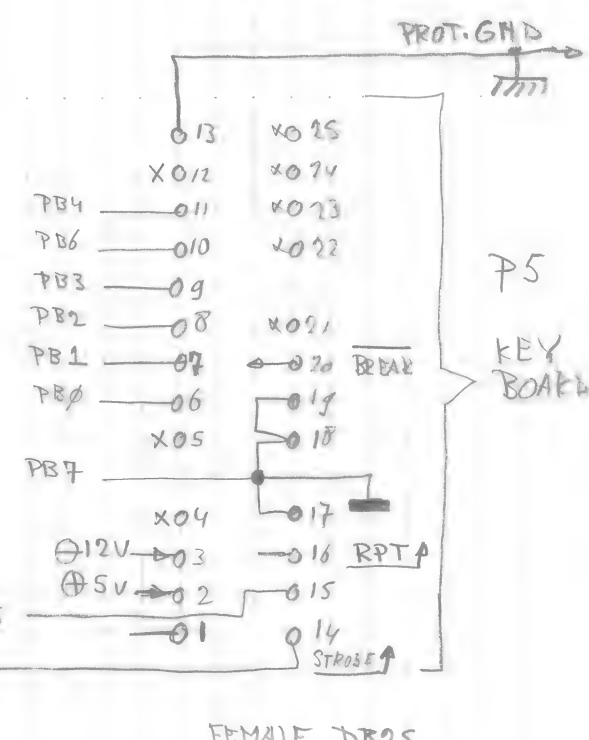 PROT. GND
13 X 25
X 12 X 24
PB4 11 X 23
PB6 10 X 22
PB3 9
P5
PB2 8 X 21
PB1 7 20 BREAK
KEY
BOARD
PBØ 6 19
X 5 18
PB7
X 4 17
⊖12V 3 16 RPT
⊕5V 2 15
1 14
STROBE
FEMALE DB25